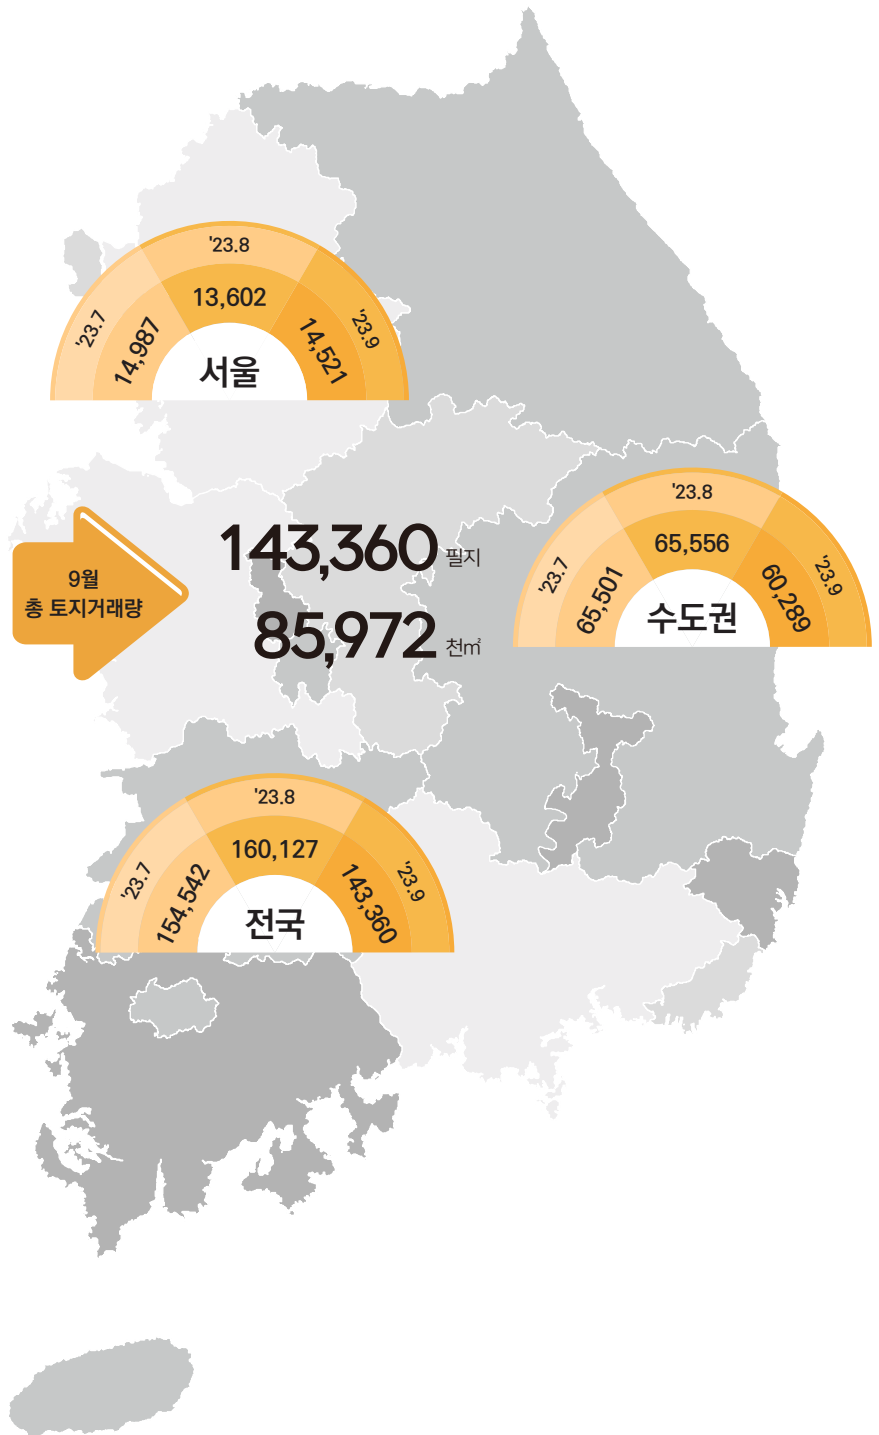 '23.7
'23.8
'23.9
14,987
13,602
14,521
서울
9월
총 토지거래량
143,360 필지
85,972 천㎡
'23.7
'23.8
'23.9
65,501
65,556
60,289
수도권
'23.7
'23.8
'23.9
154,542
160,127
143,360
전국